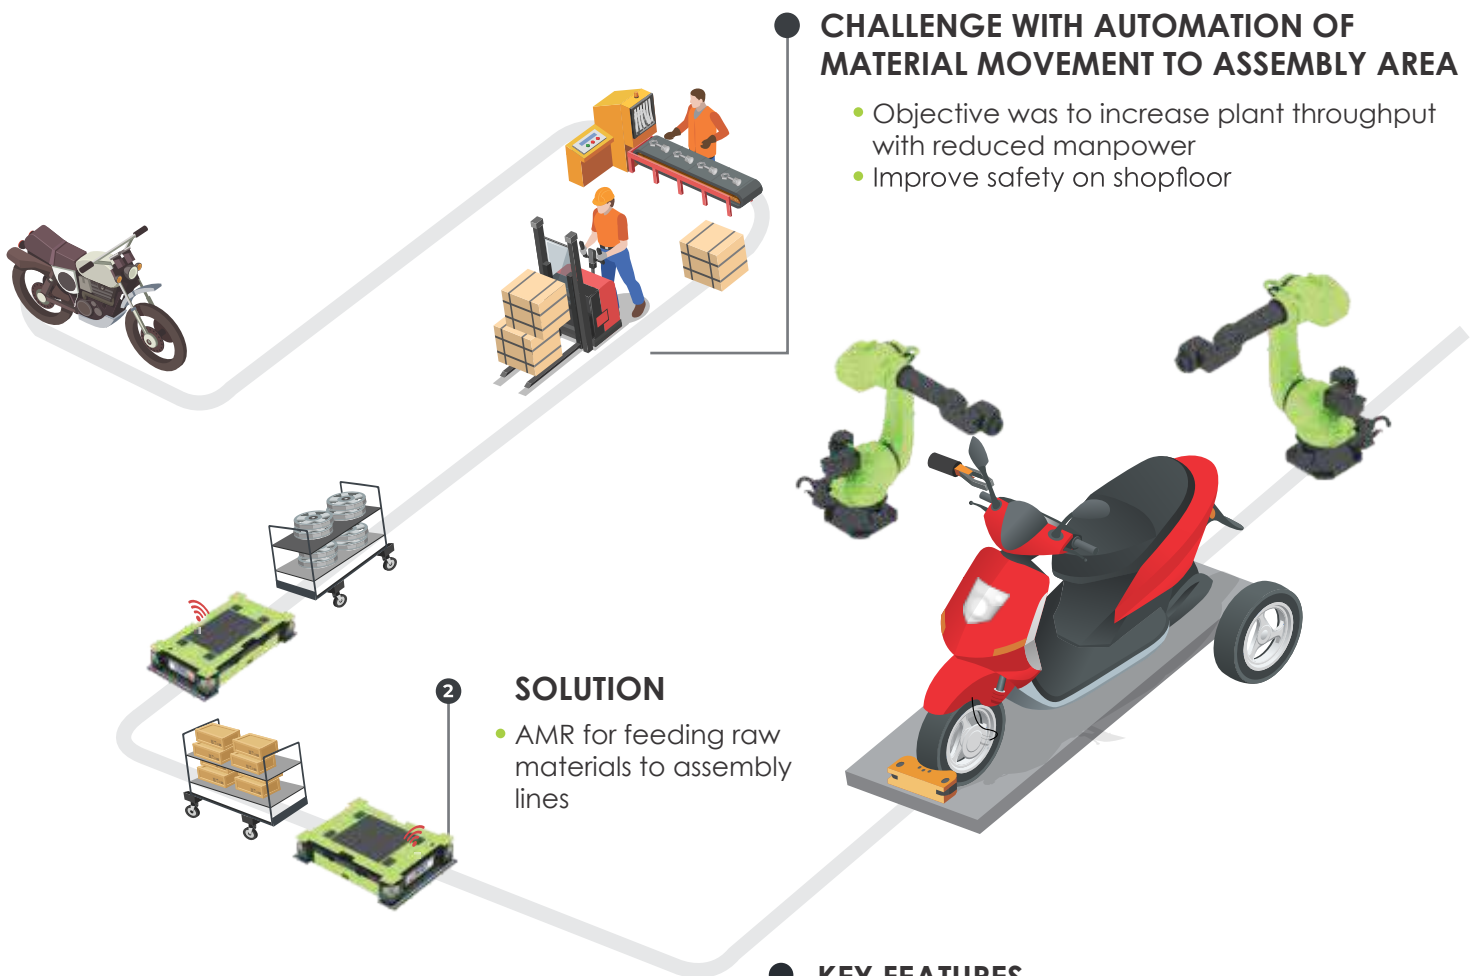 CHALLENGE WITH AUTOMATION OF
MATERIAL MOVEMENT TO ASSEMBLY AREA
• Objective was to increase plant throughput
with reduced manpower
• Improve safety on shopfloor
2
SOLUTION
• AMR for feeding raw
materials to assembly
lines
KEY FEATURES